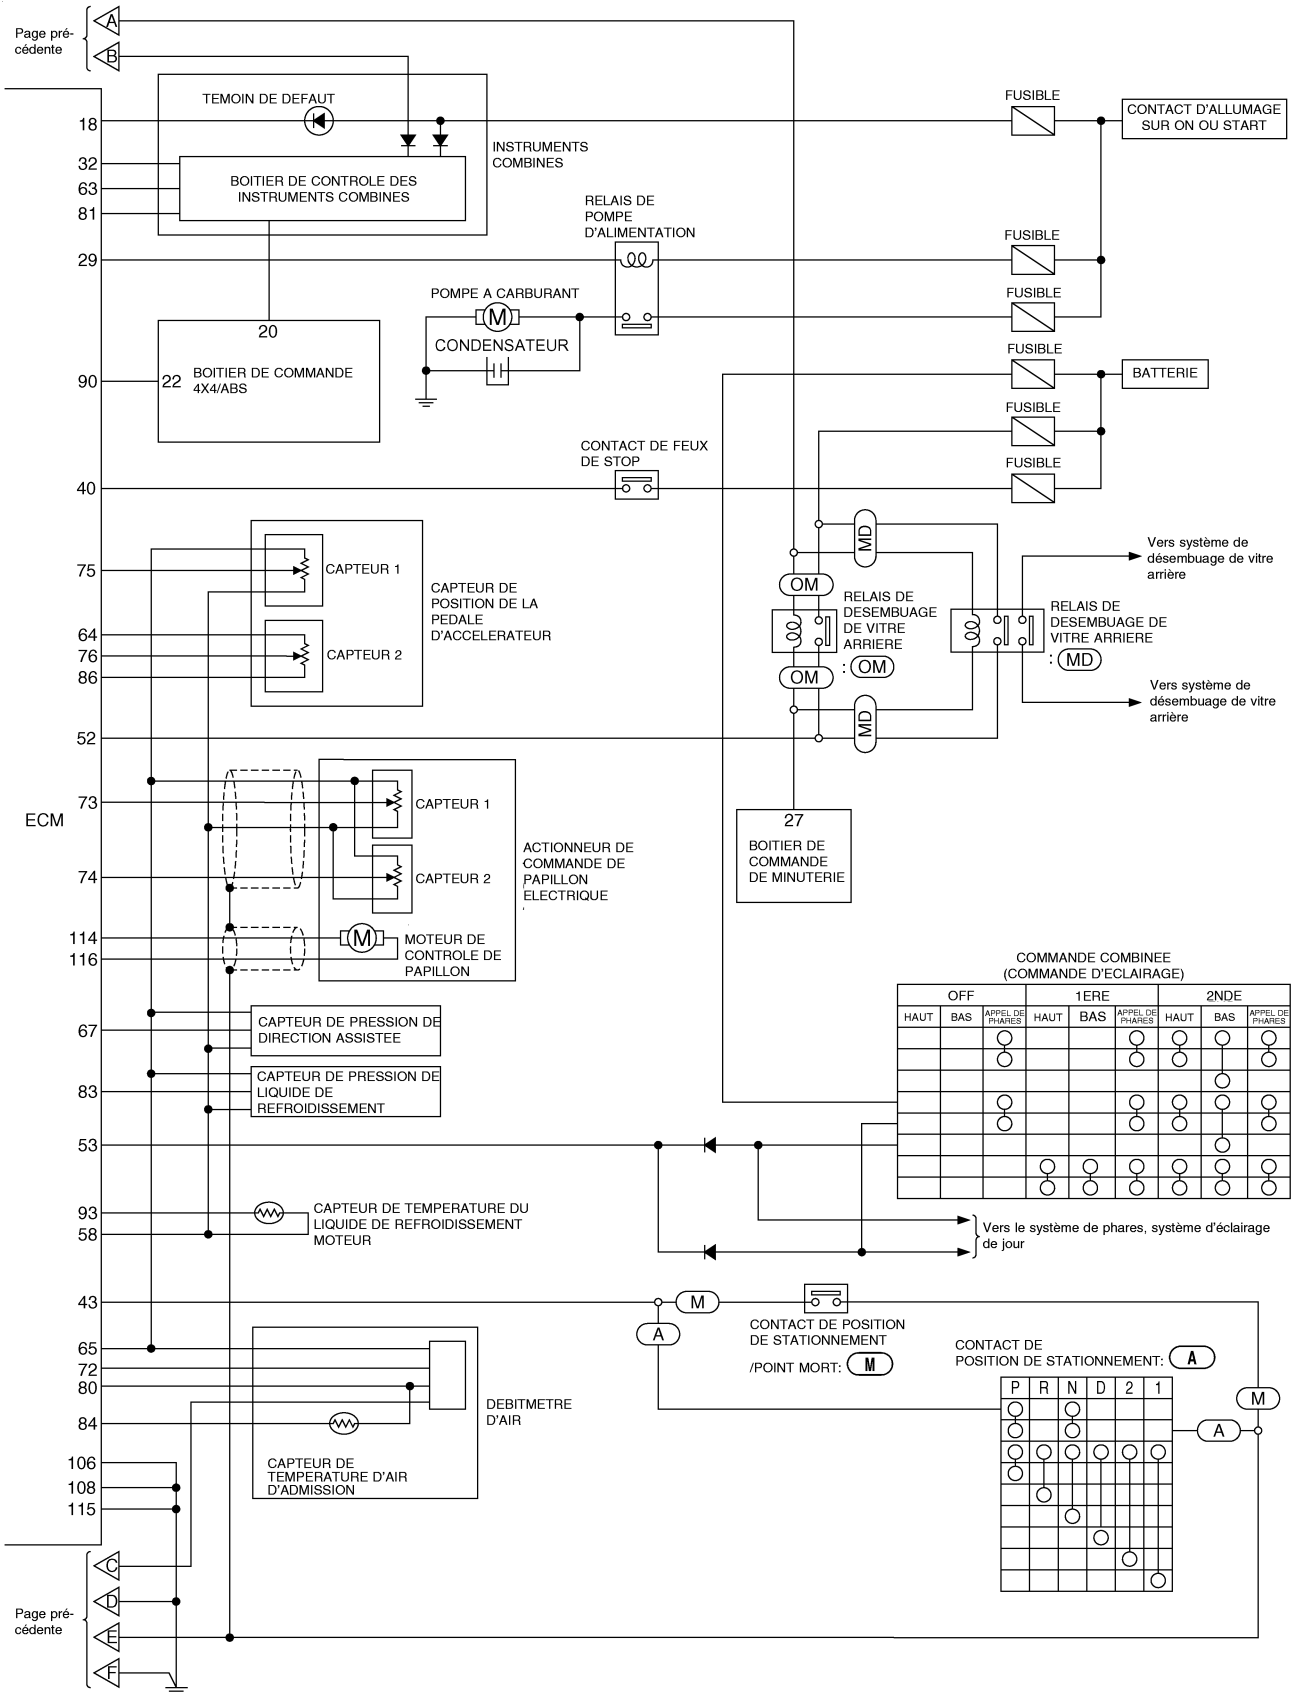 Page pré-
cédente
A
B
TEMOIN DE DEFAUT
FUSIBLE
CONTACT D'ALLUMAGE
SUR ON OU START
18
INSTRUMENTS
COMBINES
32
63
81
BOITIER DE CONTROLE DES
INSTRUMENTS COMBINES
RELAIS DE
POMPE
D'ALIMENTATION
FUSIBLE
29
FUSIBLE
POMPE A CARBURANT
M
CONDENSATEUR
20
90
22
BOITIER DE COMMANDE
4X4/ABS
FUSIBLE
BATTERIE
FUSIBLE
CONTACT DE FEUX
DE STOP
FUSIBLE
40
MD
Vers système de
désembuage de vitre
arrière
75
CAPTEUR 1
CAPTEUR DE
POSITION DE LA
PEDALE
D'ACCELERATEUR
OM
RELAIS DE
DESEMBUAGE
DE VITRE
ARRIERE
: OM
RELAIS DE
DESEMBUAGE DE
VITRE ARRIERE
: MD
64
76
86
CAPTEUR 2
OM
Vers système de
désembuage de vitre
arrière
MD
52
73
CAPTEUR 1
ECM
27
BOITIER DE
COMMANDE
DE MINUTERIE
ACTIONNEUR DE
COMMANDE DE
PAPILLON
ELECTRIQUE
74
CAPTEUR 2
114
116
M
MOTEUR DE
CONTROLE DE
PAPILLON
COMMANDE COMBINEE
(COMMANDE D'ECLAIRAGE)
OFF 1ERE 2NDE
HAUT BAS APPEL DE PHARES HAUT BAS APPEL DE PHARES HAUT BAS APPEL DE PHARES
67
CAPTEUR DE PRESSION DE
DIRECTION ASSISTEE
83
CAPTEUR DE PRESSION DE
LIQUIDE DE
REFROIDISSEMENT
53
93
58
CAPTEUR DE TEMPERATURE DU
LIQUIDE DE REFROIDISSEMENT
MOTEUR
Vers le système de phares, système d'éclairage
de jour
43
M
A
CONTACT DE POSITION
DE STATIONNEMENT
/POINT MORT: M
CONTACT DE
POSITION DE STATIONNEMENT: A
P R N D 2 1
M
A
65
72
80
84
DEBITMETRE
D'AIR
CAPTEUR DE
TEMPERATURE D'AIR
D'ADMISSION
106
108
115
C
D
E
F
Page pré-
cédente